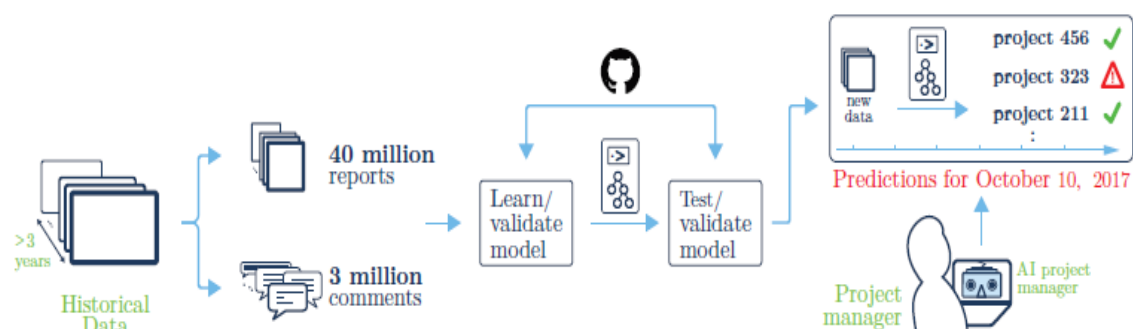 >3
years
Historical
Data
40 million
reports
3 million
comments
Learn/
validate
model
Test/
validate
model
new
data
project 456
project 323
project 211
:
Predictions for October 10, 2017
Project
manager
AI project
manager